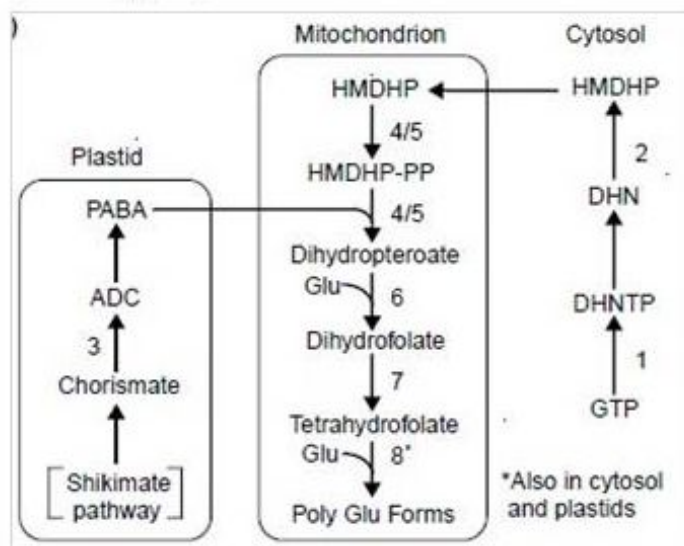 )
Mitochondrion
Cytosol
HMDHP
HMDHP
4/5
2
Plastid
HMDHP-PP
PABA
4/5
DHN
Dihydropteroate
ADC
Glu
6
DHNTP
3
Dihydrofolate
1
Chorismate
7
GTP
Tetrahydrofolate
Glu
8*
[Shikimate
pathway]
*Also in cytosol
and plastids
Poly Glu Forms